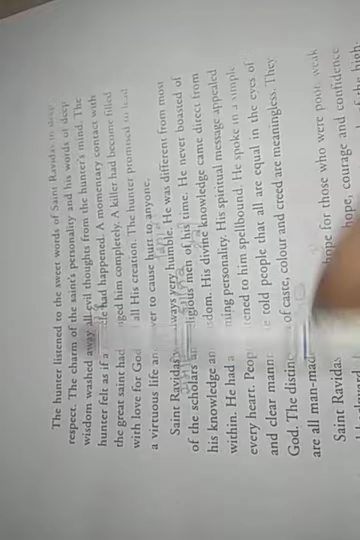 The hunter listened to the sweet words of Saint Ravidas in deep
respect. The charm of the saint's personality and his words of deep
wisdom washed away all evil thoughts from the hunter's mind. The
hunter felt as if a had happened. A momentary contact with
the great saint had him completely. A killer had become filled
with love for God all His creation. The hunter promised to lead
a virtuous life to cause hurt to anyone.
Saint Ravidas very humble. He was different from most
of the scholars men of his time. He never boasted of
his knowledge His divine knowledge came direct from
within. He had a personality. His spiritual message appealed
every heart. to him spellbound. He spoke in a simple
and clear told people that all are equal in the eyes of
God. The of caste, colour and creed are meaningless. They
are all
hope for those who were poor, weak
Saint Ravidas hope, courage and confidence